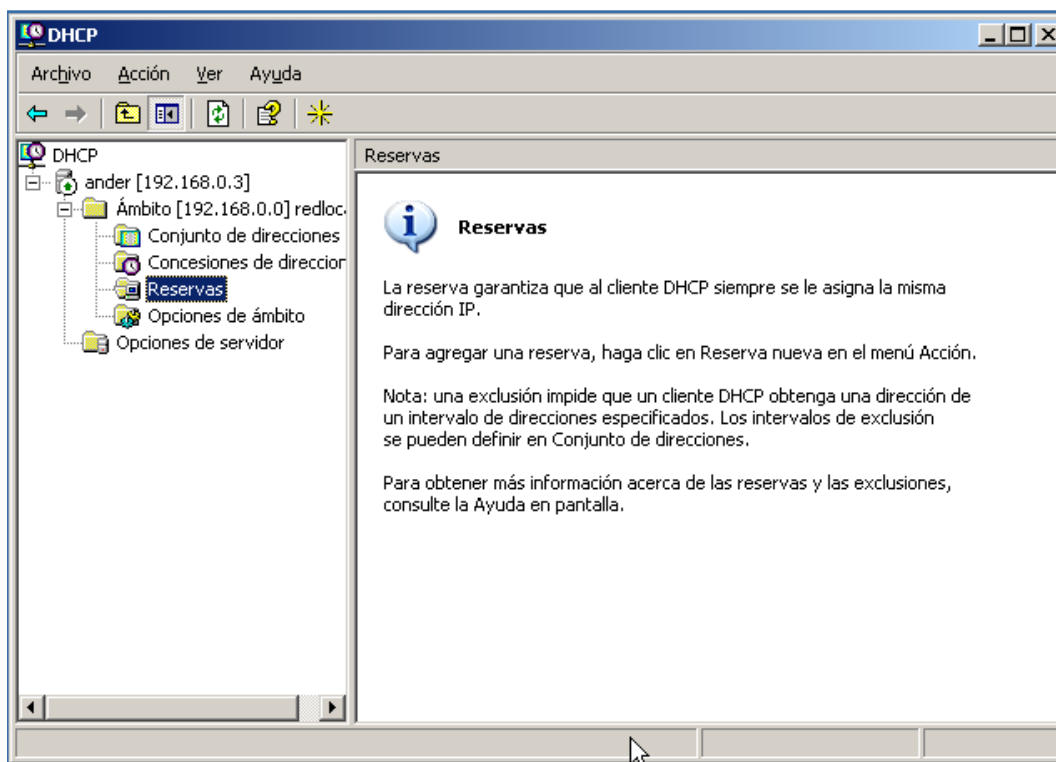 DHCP
Archivo Acción Ver Ayuda
DHCP
ander [192.168.0.3]
Ámbito [192.168.0.0] redloc
Conjunto de direcciones
Concesiones de direccion
Reservas
Opciones de ámbito
Opciones de servidor
Reservas
Reservas
La reserva garantiza que al cliente DHCP siempre se le asigna la misma
dirección IP.
Para agregar una reserva, haga clic en Reserva nueva en el menú Acción.
Nota: una exclusión impide que un cliente DHCP obtenga una dirección de
un intervalo de direcciones especificados. Los intervalos de exclusión
se pueden definir en Conjunto de direcciones.
Para obtener más información acerca de las reservas y las exclusiones,
consulte la Ayuda en pantalla.